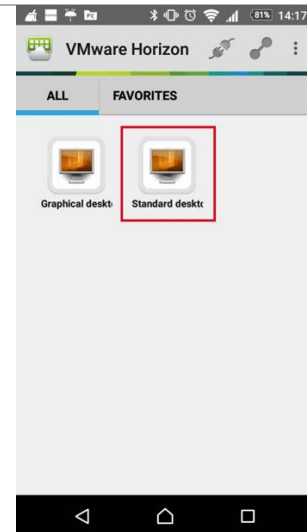 81% 14:17
VMware Horizon
ALL FAVORITES
Graphical deskt Standard deskto